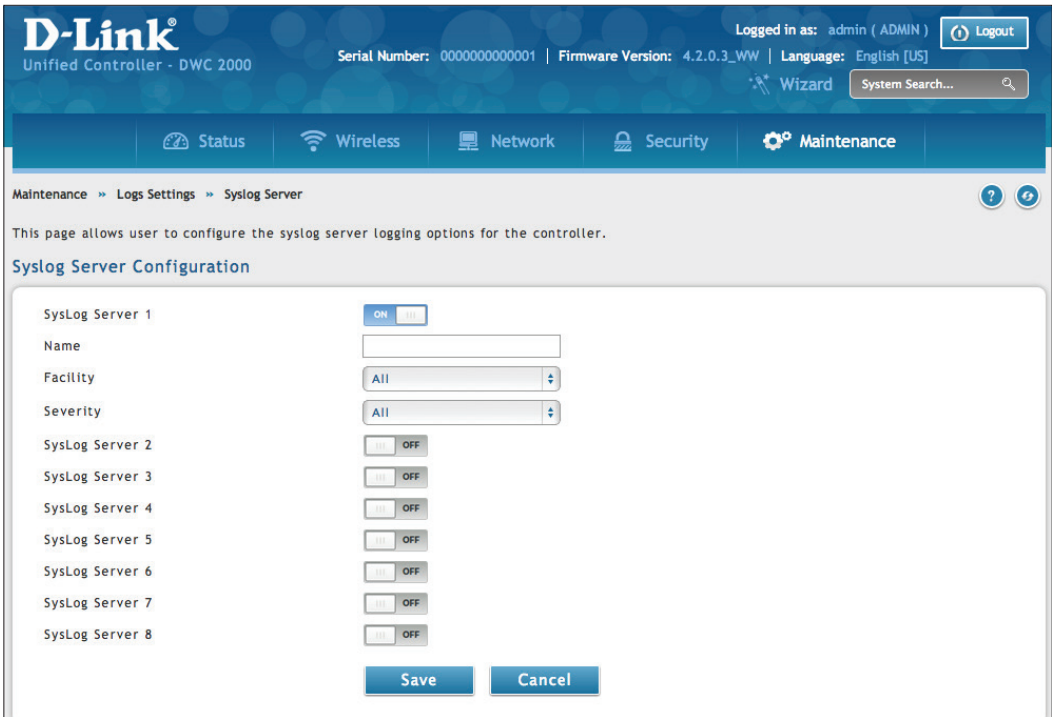 D-Link®
Unified Controller - DWC 2000
Logged in as: admin ( ADMIN ) Logout
Serial Number: 0000000000001 | Firmware Version: 4.2.0.3_WW | Language: English [US]
Wizard System Search...
Status Wireless Network Security Maintenance
Maintenance » Logs Settings » Syslog Server ?
This page allows user to configure the syslog server logging options for the controller.
Syslog Server Configuration
SysLog Server 1 ON
Name
Facility All
Severity All
SysLog Server 2 OFF
SysLog Server 3 OFF
SysLog Server 4 OFF
SysLog Server 5 OFF
SysLog Server 6 OFF
SysLog Server 7 OFF
SysLog Server 8 OFF
Save Cancel